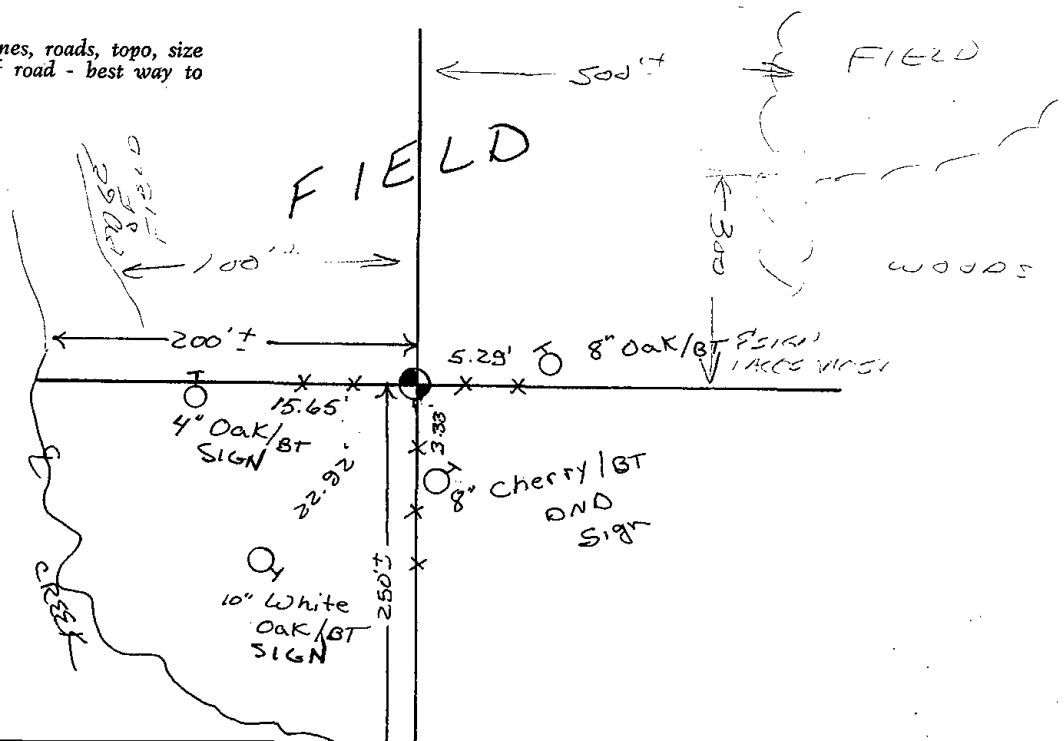 nes, roads, topo, size
road - best way to
500'±
FIELD
FIELD
FIELD
100'±
300
WOODS
200'±
5.29'
8" Oak/BT
15.65'
3.33'
4" Oak/BT
SIGN
22.92'
8" Cherry/BT
DND
Sign
10" White
Oak/BT
SIGN
250'±
CREEK